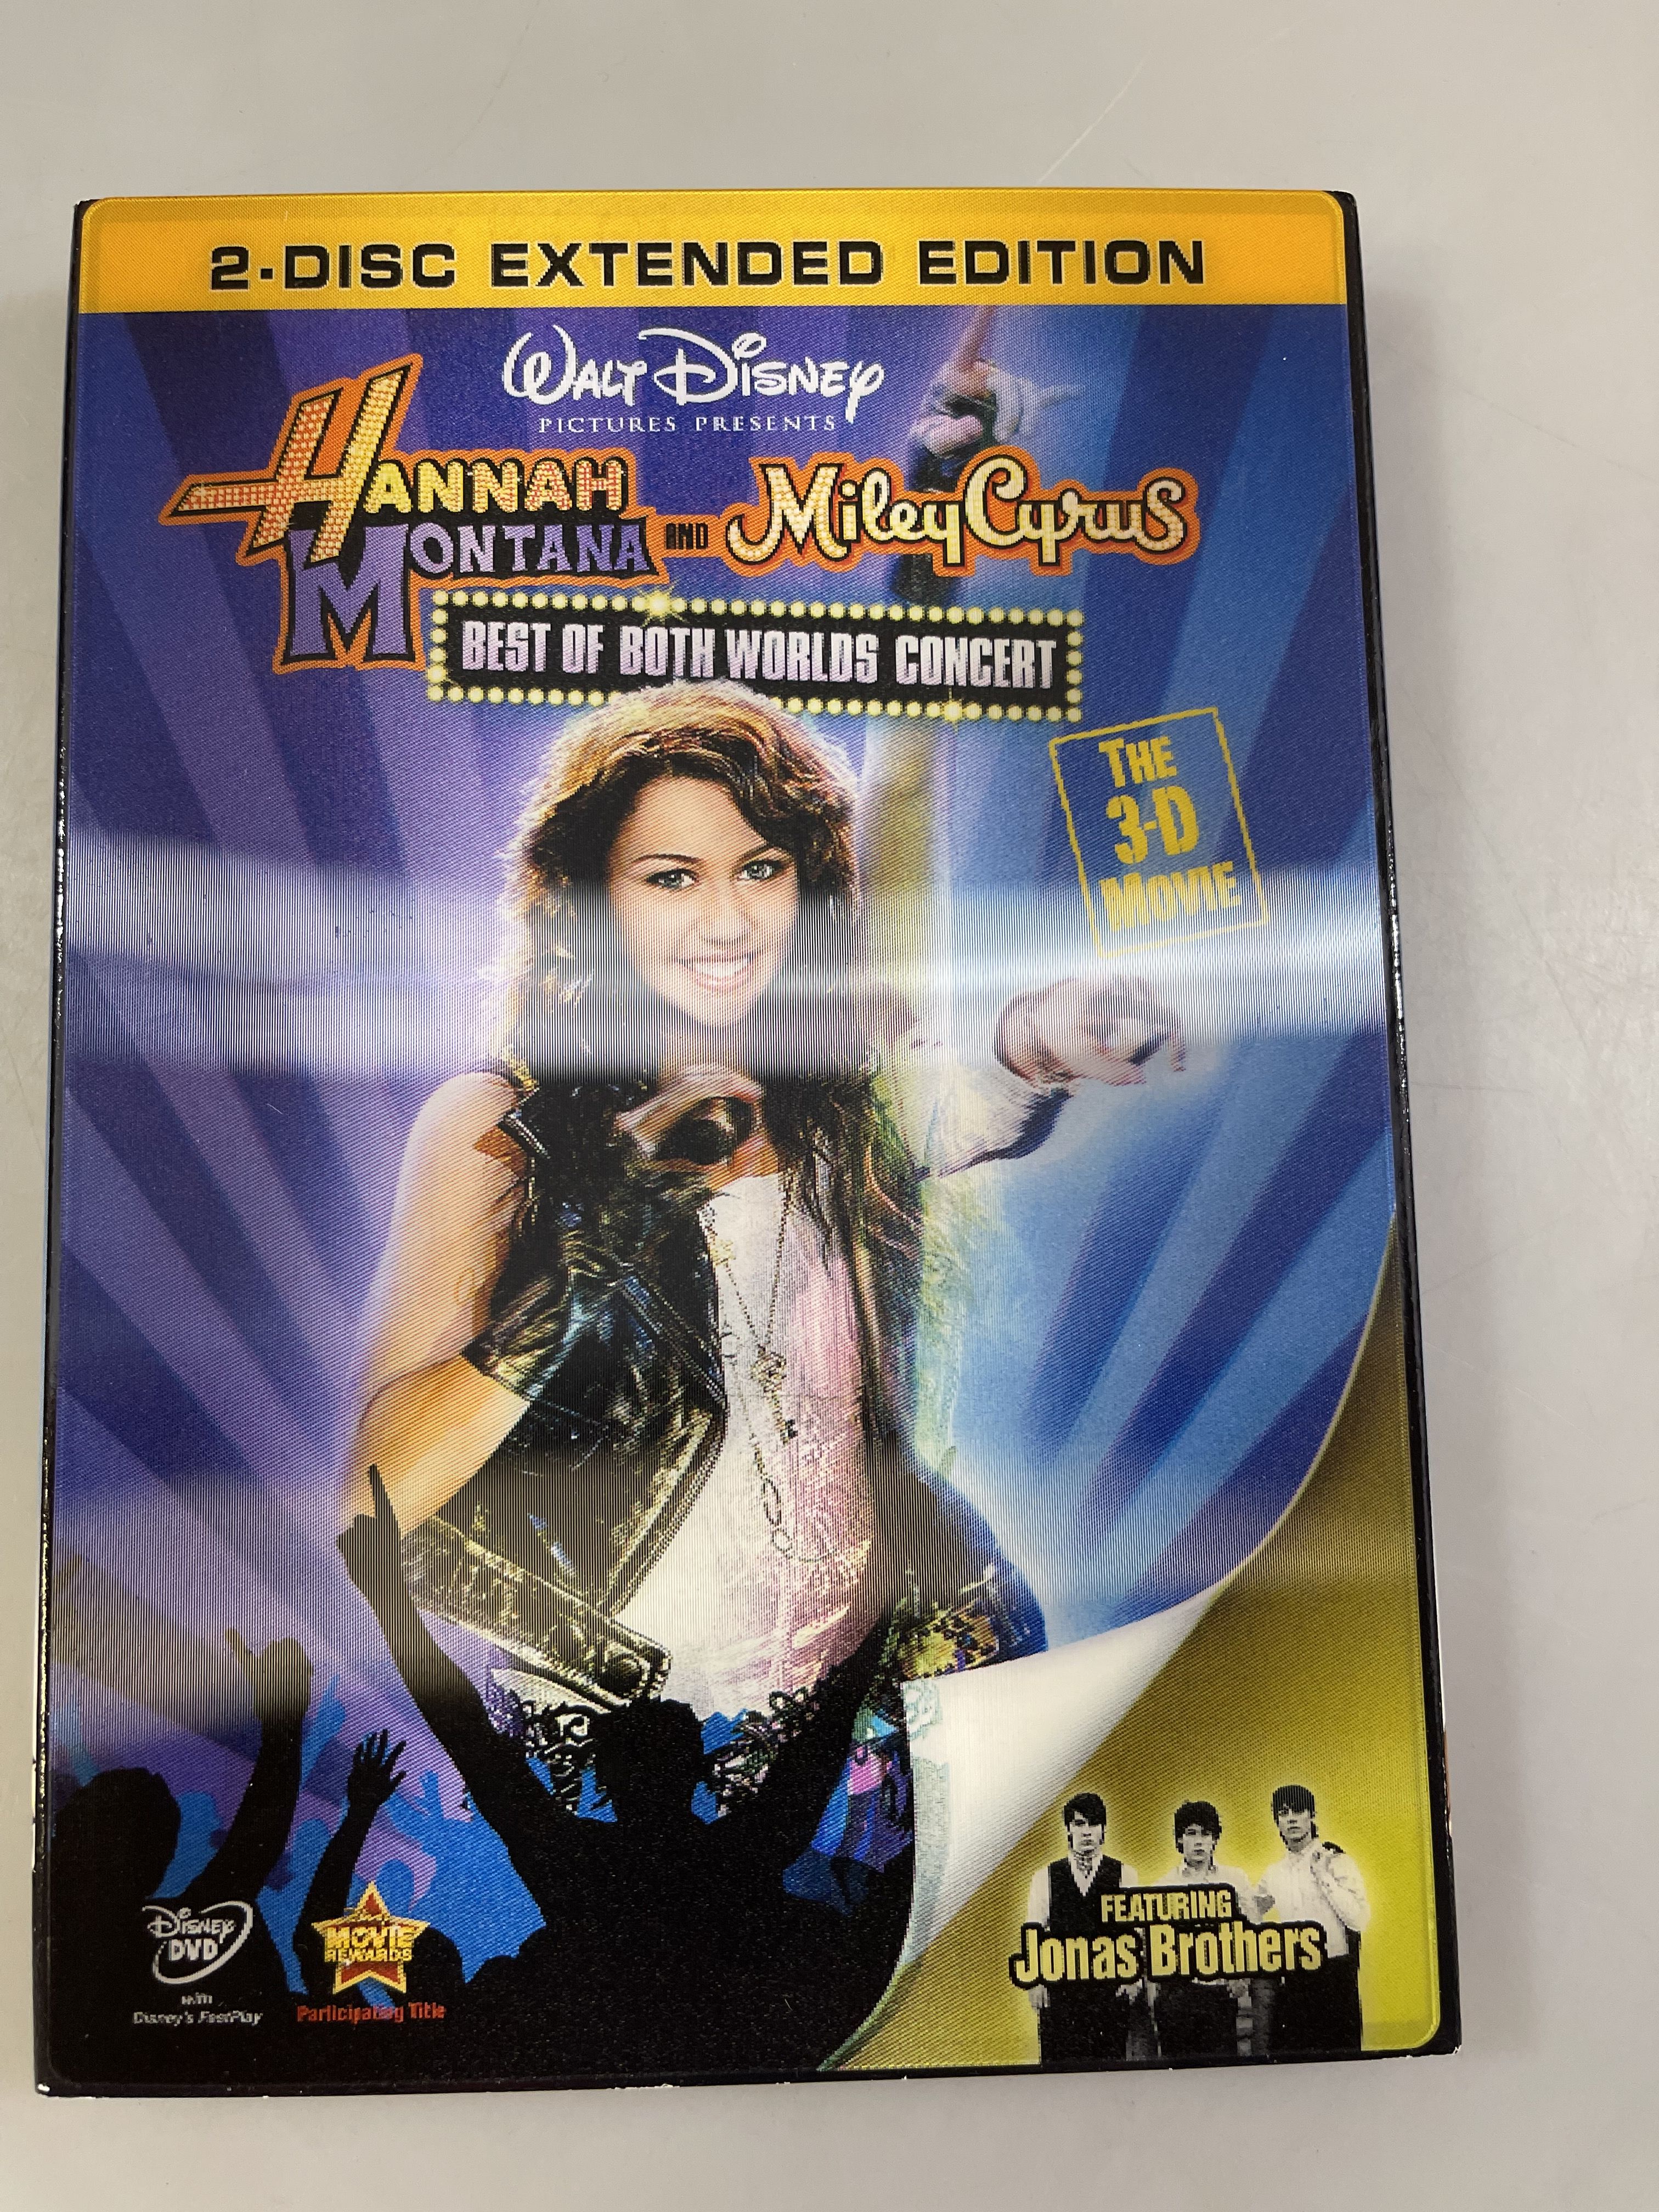 2-DISC EXTENDED EDITION
WALT DISNEY
PICTURES PRESENTS
HANNAH
MONTANA AND Miley Cyrus
BEST OF BOTH WORLDS CONCERT
THE
3-D
MOVIE
FEATURING
Jonas Brothers
DISNEY
DVD
with
Disney's FastPlay
MOVIE
REWARDS
Participating Title